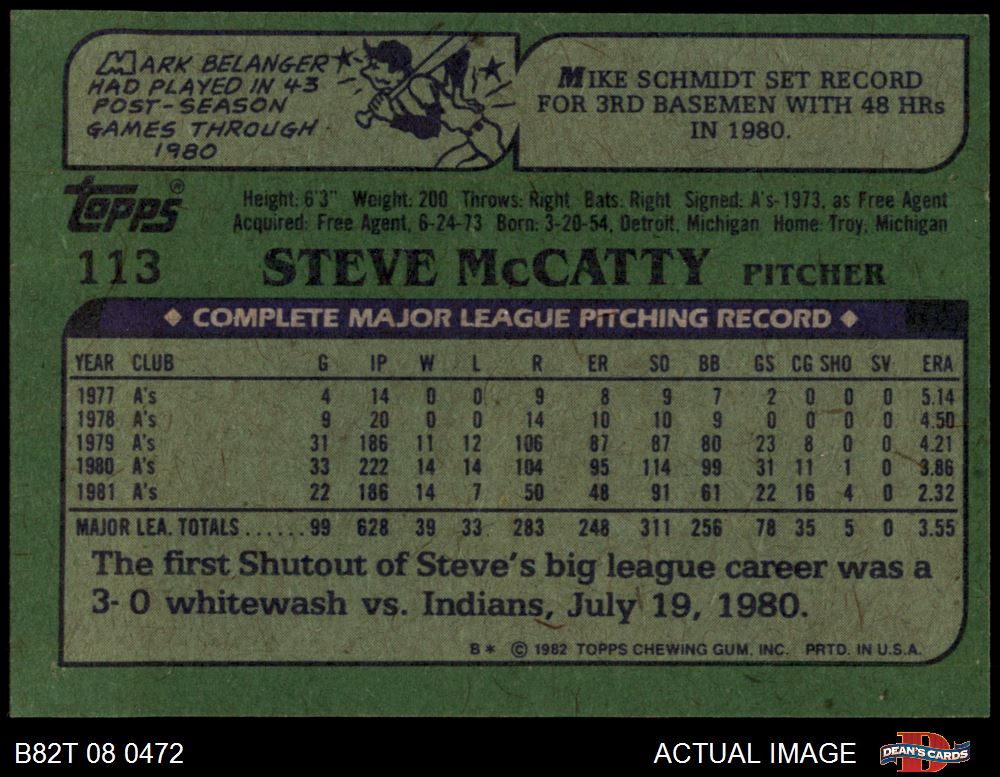 MARK BELANGER
HAD PLAYED IN 43
POST-SEASON
GAMES THROUGH
1980
MIKE SCHMIDT SET RECORD
FOR 3RD BASEMEN WITH 48 HRs
IN 1980.
Topps®
Height: 6'3" Weight: 200 Throws: Right Bats: Right Signed: A's-1973, as Free Agent
Acquired: Free Agent, 6-24-73 Born: 3-20-54, Detroit, Michigan Home: Troy, Michigan
113 STEVE McCATTY PITCHER
◆ COMPLETE MAJOR LEAGUE PITCHING RECORD ◆
YEAR CLUB G IP W L R ER SO BB GS CG SHO SV ERA
1977 A's 4 14 0 0 9 8 9 7 2 0 0 0 5.14
1978 A's 9 20 0 0 14 10 10 9 0 0 0 0 4.50
1979 A's 31 186 11 12 106 87 87 80 23 8 0 0 4.21
1980 A's 33 222 14 14 104 95 114 99 31 11 1 0 3.86
1981 A's 22 186 14 7 50 48 91 61 22 16 4 0 2.32
MAJOR LEA. TOTALS ...... 99 628 39 33 283 248 311 256 78 35 5 0 3.55
The first Shutout of Steve's big league career was a
3-0 whitewash vs. Indians, July 19, 1980.
B* © 1982 TOPPS CHEWING GUM, INC. PRTD. IN U.S.A.
B82T 08 0472 ACTUAL IMAGE DEAN'S CARDS